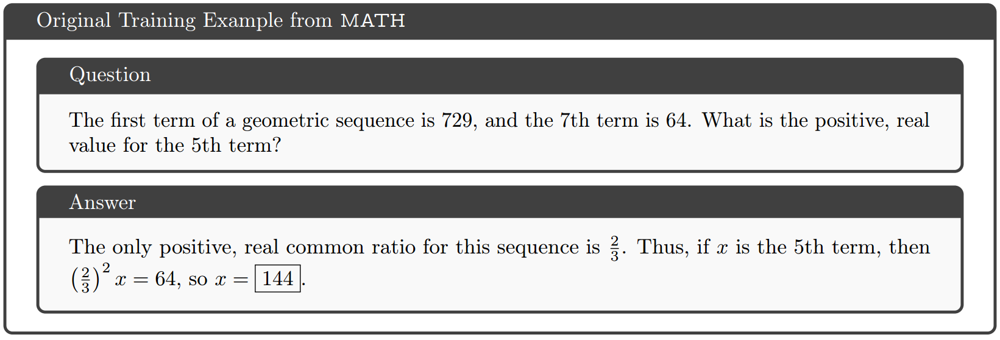 Original Training Example from MATH
Question
The first term of a geometric sequence is 729, and the 7th term is 64. What is the positive, real
value for the 5th term?
Answer
The only positive, real common ratio for this sequence is $\frac{2}{3}$. Thus, if $x$ is the 5th term, then
$\left(\frac{2}{3}\right)^2 x = 64$, so $x = \boxed{144}$.